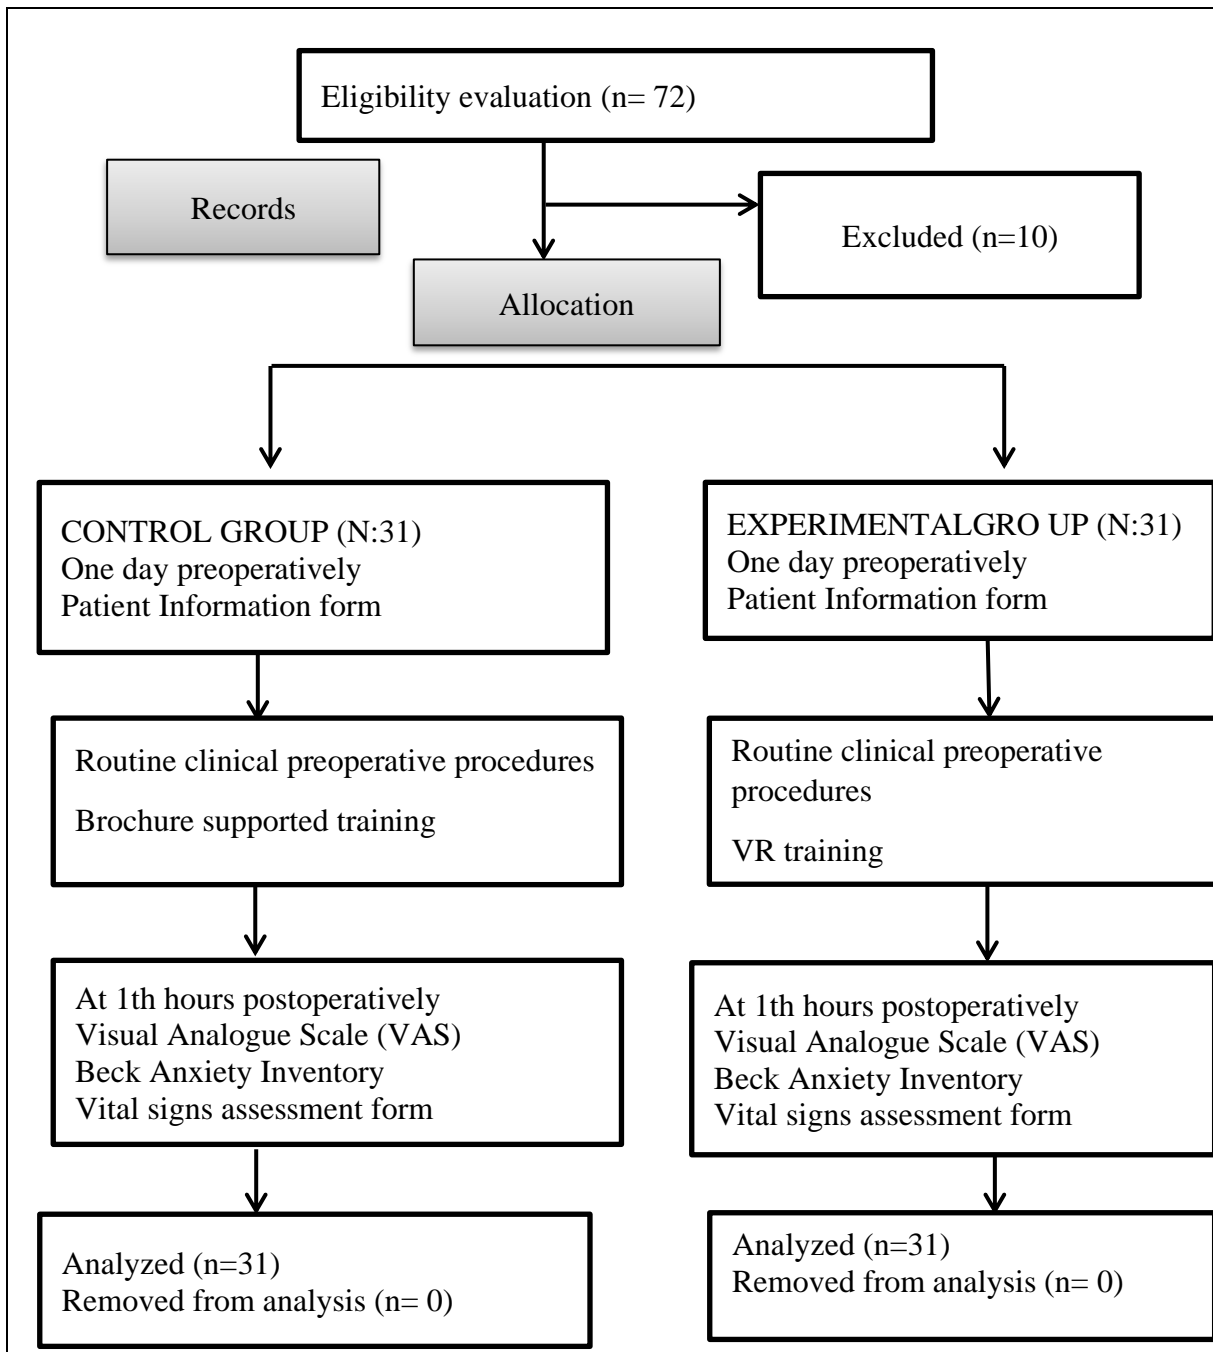 Eligibility evaluation (n= 72)
Records
Excluded (n=10)
Allocation
CONTROL GROUP (N:31)
One day preoperatively
Patient Information form
EXPERIMENTALGRO UP (N:31)
One day preoperatively
Patient Information form
Routine clinical preoperative procedures
Brochure supported training
Routine clinical preoperative
procedures
VR training
At 1th hours postoperatively
Visual Analogue Scale (VAS)
Beck Anxiety Inventory
Vital signs assessment form
At 1th hours postoperatively
Visual Analogue Scale (VAS)
Beck Anxiety Inventory
Vital signs assessment form
Analyzed (n=31)
Removed from analysis (n= 0)
Analyzed (n=31)
Removed from analysis (n= 0)